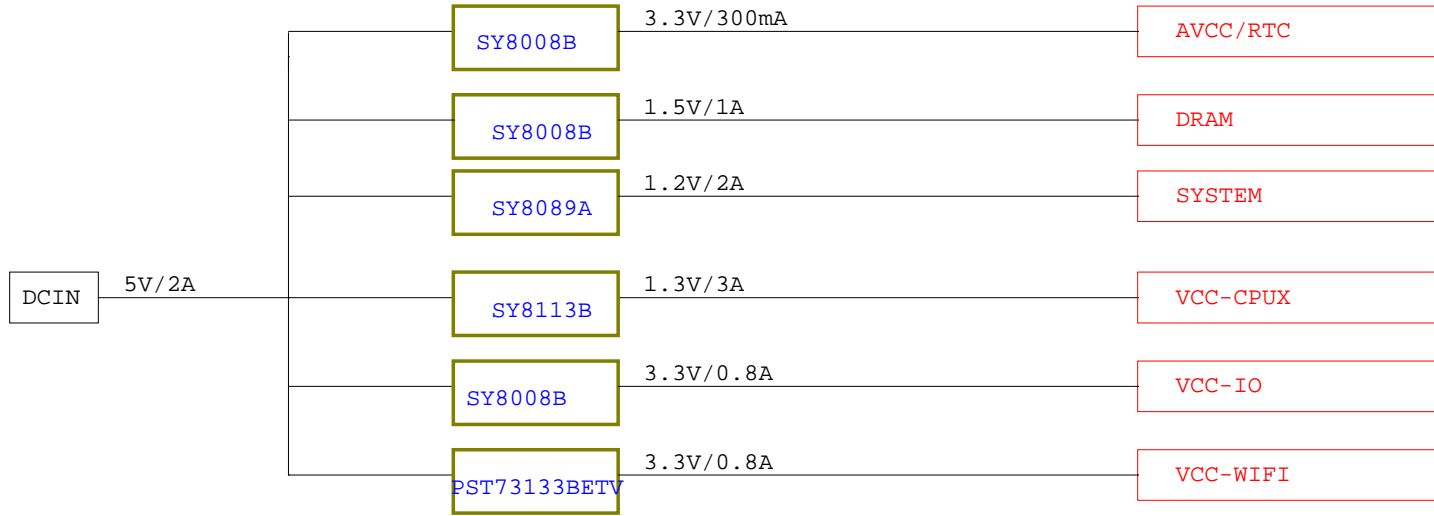 3.3V/300mA
SY8008B
AVCC/RTC
1.5V/1A
SY8008B
DRAM
1.2V/2A
SY8089A
SYSTEM
DCIN
5V/2A
1.3V/3A
SY8113B
VCC-CPUX
3.3V/0.8A
SY8008B
VCC-IO
3.3V/0.8A
PST73133BETV
VCC-WIFI